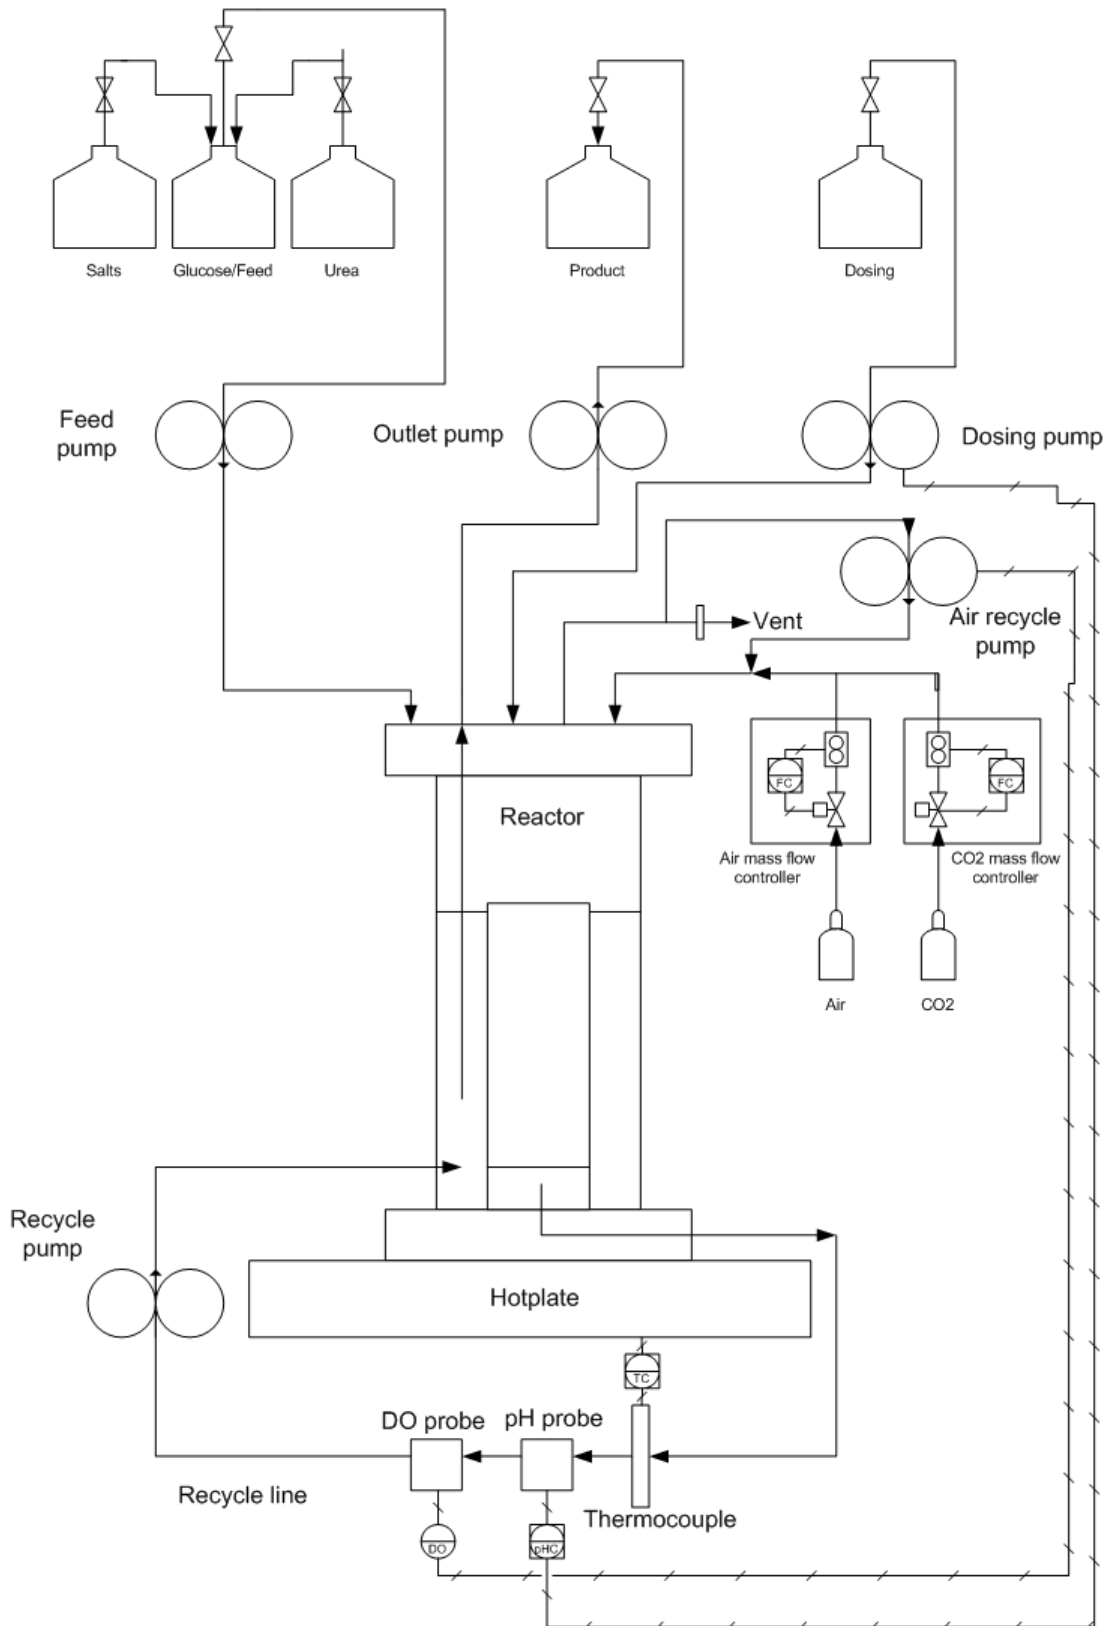 Salts
Glucose/Feed
Urea
Product
Dosing
Feed
pump
Outlet pump
Dosing pump
Vent
Air recycle
pump
FC
FC
Reactor
Air mass flow
controller
CO2 mass flow
controller
Air
CO2
Recycle
pump
Hotplate
TC
DO probe
pH probe
Recycle line
Thermocouple
DO
pHC